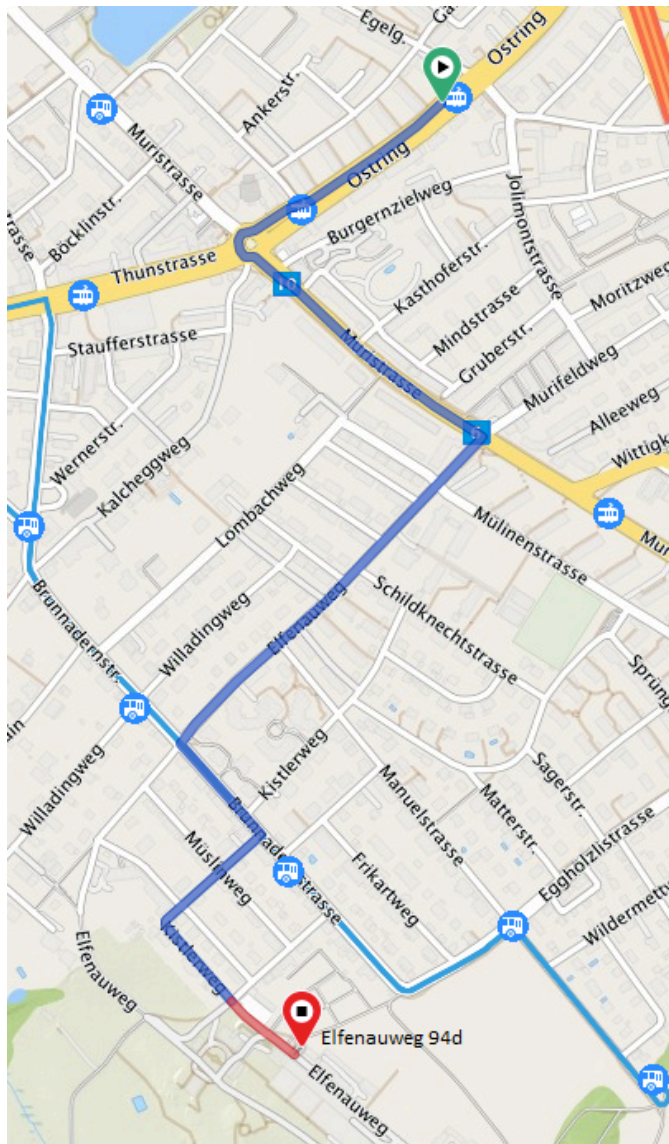 Egelg.
Ostring
Ankerstr.
Muristrasse
Ostring
Jolimontstrasse
Burgernzielweg
Böcklinstr.
Thunstrasse
Kasthoferstr.
Moritzweg
10
Mindstrasse
Staufferstrasse
Muristrasse
Gruberstr.
Murifeldweg
Alleeweg
Wernerstr.
Kalcheggweg
Lombachweg
Mülinenstrasse
Brunnadernstr.
Willadingweg
Elfenauweg
Schildknechtstrasse
Kistlerweg
Sagerstr.
Willadingweg
Manuelstrasse
Matterstr.
Brunnadernstrasse
Müslinweg
Frikartweg
Eggholzlistrasse
Kistlerweg
Elfenauweg
Elfenauweg 94d
Elfenauweg